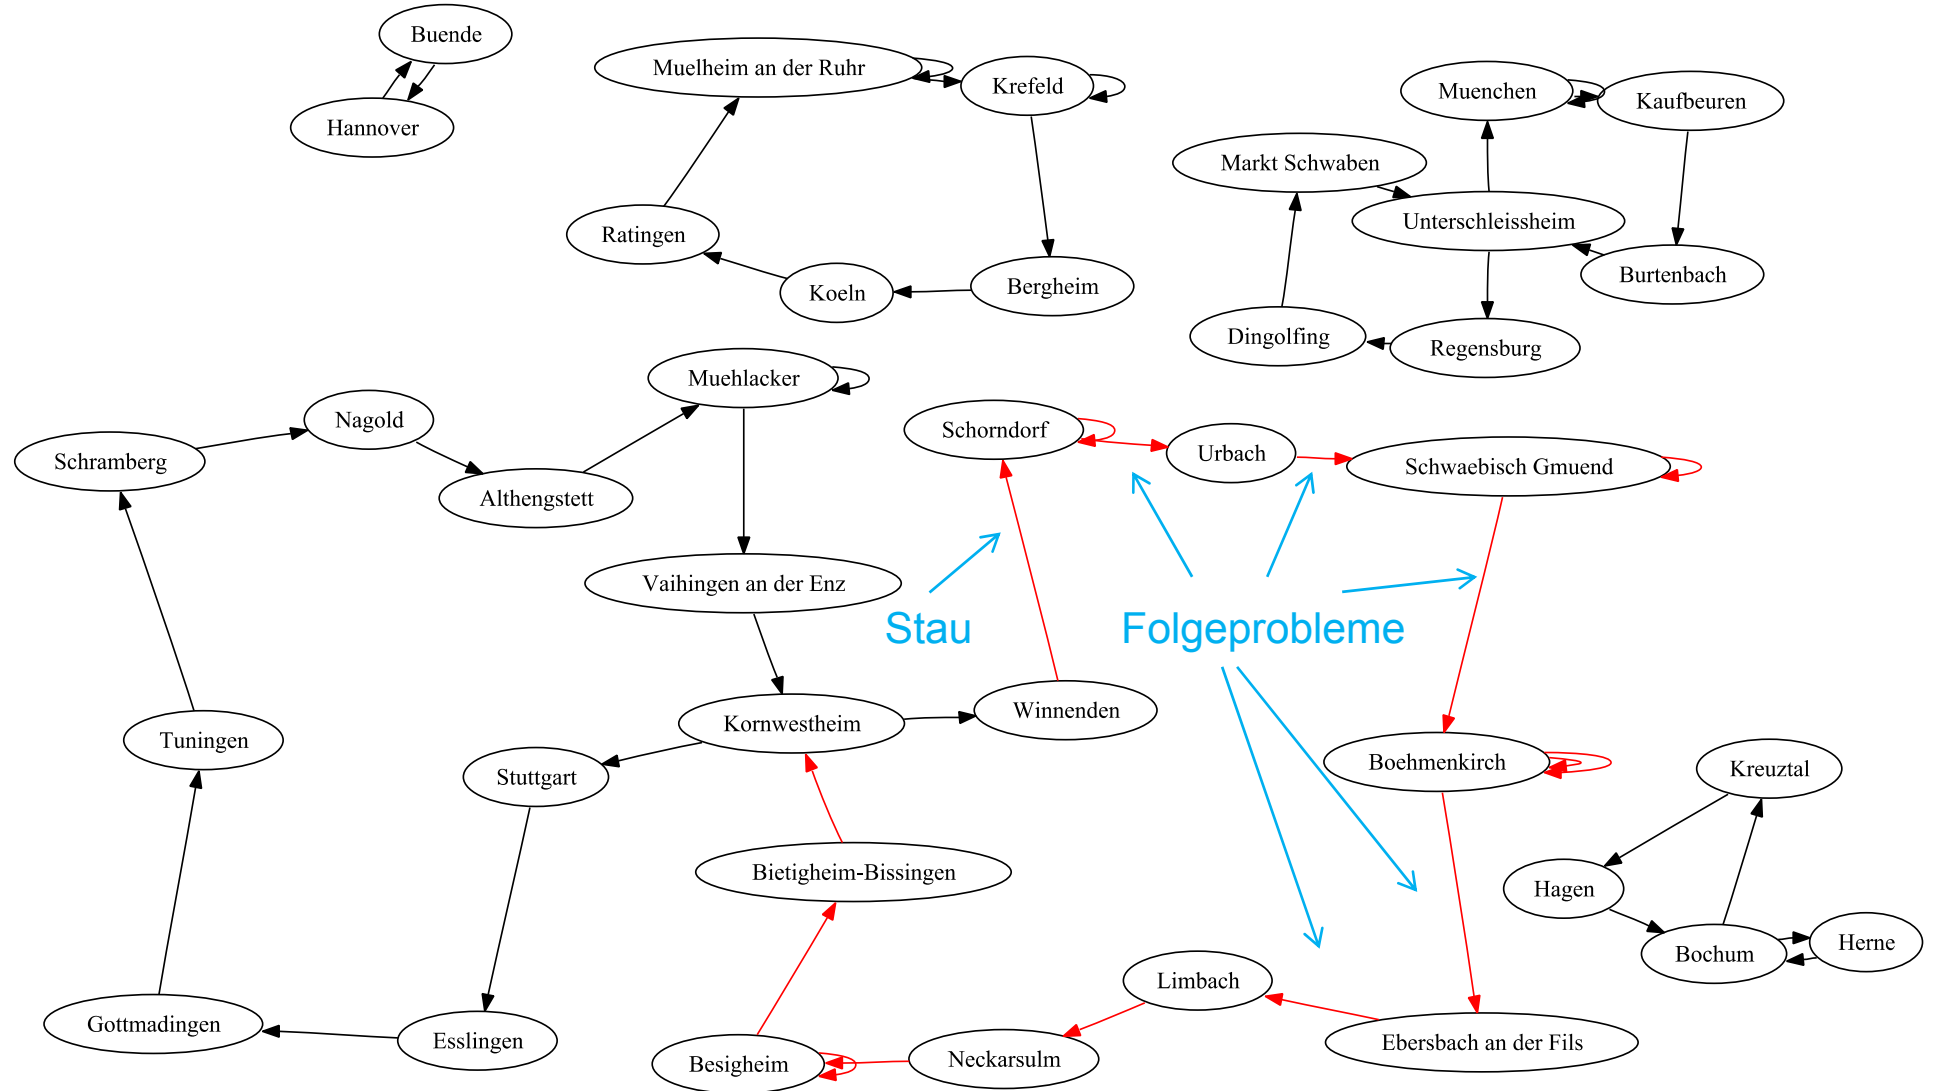 Buende
Muelheim an der Ruhr
Krefeld
Muenchen
Kaufbeuren
Hannover
Markt Schwaben
Unterschleissheim
Ratingen
Koeln
Bergheim
Burtenbach
Dingolfing
Regensburg
Muehlacker
Nagold
Schramberg
Althengstett
Schorndorf
Urbach
Schwaebisch Gmuend
Vaihingen an der Enz
Stau
Folgeprobleme
Kornwestheim
Winnenden
Tuningen
Stuttgart
Boehmenkirch
Kreuztal
Bietigheim-Bissingen
Hagen
Bochum
Herne
Limbach
Gottmadingen
Esslingen
Besigheim
Neckarsulm
Ebersbach an der Fils